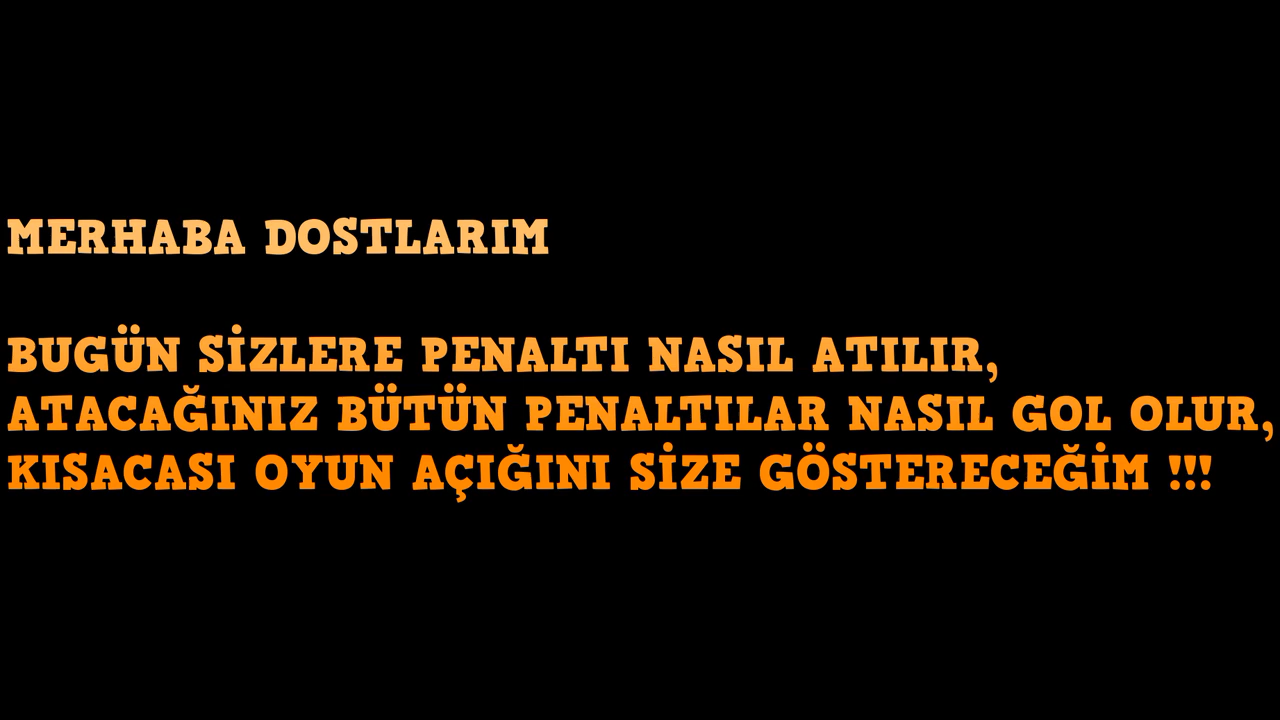 MERHABA DOSTLARIM
BUGÜN SİZLERE PENALTI NASIL ATILIR,
ATACAĞINIZ BÜTÜN PENALTILAR NASIL GOL OLUR,
KISACASI OYUN AÇIĞINI SİZE GÖSTERECEĞİM !!!